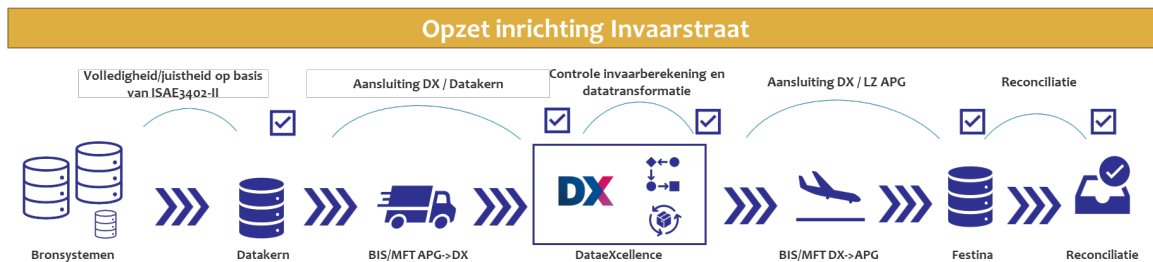 Opzet inrichting Invaarstraat
Volledigheid/juistheid op basis
van ISAE3402-II
Aansluiting DX / Datakern
Controle invaarberekening en
datatransformatie
Aansluiting DX / LZ APG
Reconciliatie
DX
Bronsystemen
Datakern
BIS/MFT APG->DX
DataeXcellence
BIS/MFT DX->APG
Festina
Reconciliatie